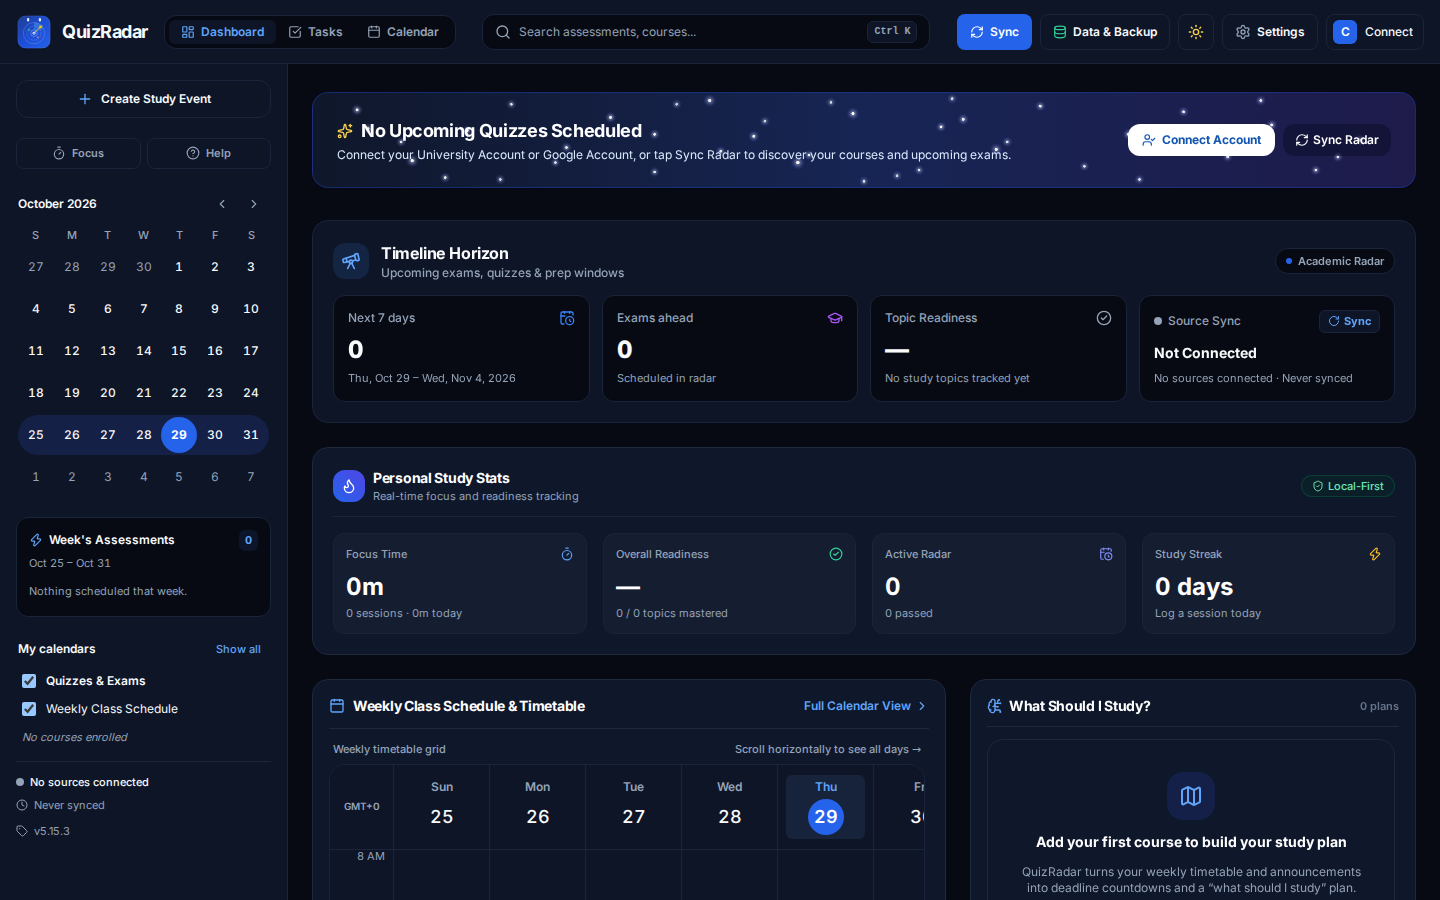 QuizRadar
Dashboard
Tasks
Calendar
Search assessments, courses...
Ctrl K
Sync
Data & Backup
Settings
C
Connect
Create Study Event
Focus
Help
October 2026
S M T W T F S
27 28 29 30 1 2 3
4 5 6 7 8 9 10
11 12 13 14 15 16 17
18 19 20 21 22 23 24
25 26 27 28 29 30 31
1 2 3 4 5 6 7
Week's Assessments
0
Oct 25 – Oct 31
Nothing scheduled that week.
My calendars
Show all
Quizzes & Exams
Weekly Class Schedule
No courses enrolled
No sources connected
Never synced
v5.15.3
No Upcoming Quizzes Scheduled
Connect your University Account or Google Account, or tap Sync Radar to discover your courses and upcoming exams.
Connect Account
Sync Radar
Timeline Horizon
Upcoming exams, quizzes & prep windows
Academic Radar
Next 7 days
0
Thu, Oct 29 – Wed, Nov 4, 2026
Exams ahead
0
Scheduled in radar
Topic Readiness
—
No study topics tracked yet
Source Sync
Sync
Not Connected
No sources connected · Never synced
Personal Study Stats
Real-time focus and readiness tracking
Local-First
Focus Time
0m
0 sessions · 0m today
Overall Readiness
—
0 / 0 topics mastered
Active Radar
0
0 passed
Study Streak
0 days
Log a session today
Weekly Class Schedule & Timetable
Full Calendar View
Weekly timetable grid
Scroll horizontally to see all days →
GMT+0
Sun Mon Tue Wed Thu
25 26 27 28 29
8 AM
What Should I Study?
0 plans
Add your first course to build your study plan
QuizRadar turns your weekly timetable and announcements
into deadline countdowns and a “what should I study” plan.